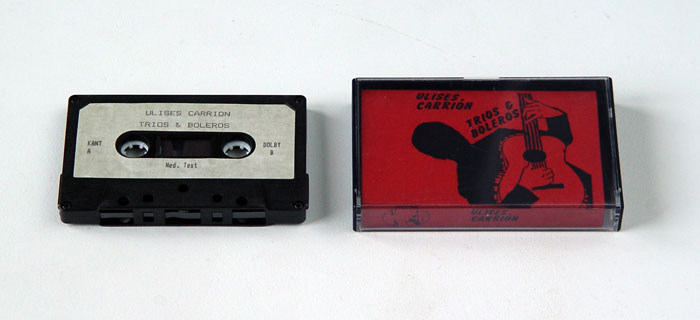 ULISES CARRION
TRIOS & BOLEROS
KANT
A
DOLBY
B
Ned. Text
ULISES.
CARRIÓN
TRIOS &
BOLEROS
ULISES.
CARRIÓN